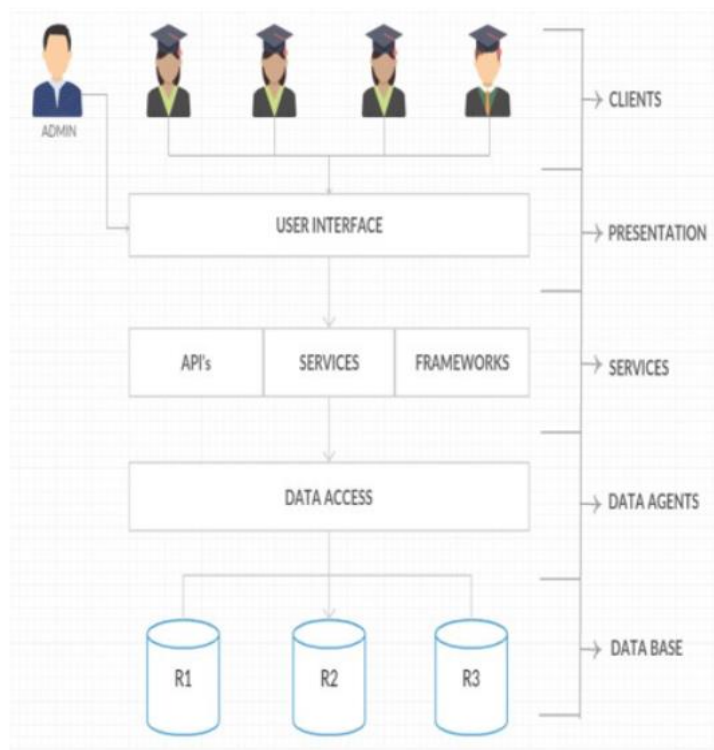 ADMIN
CLIENTS
USER INTERFACE
PRESENTATION
API's
SERVICES
FRAMEWORKS
SERVICES
DATA ACCESS
DATA AGENTS
R1
R2
R3
DATA BASE